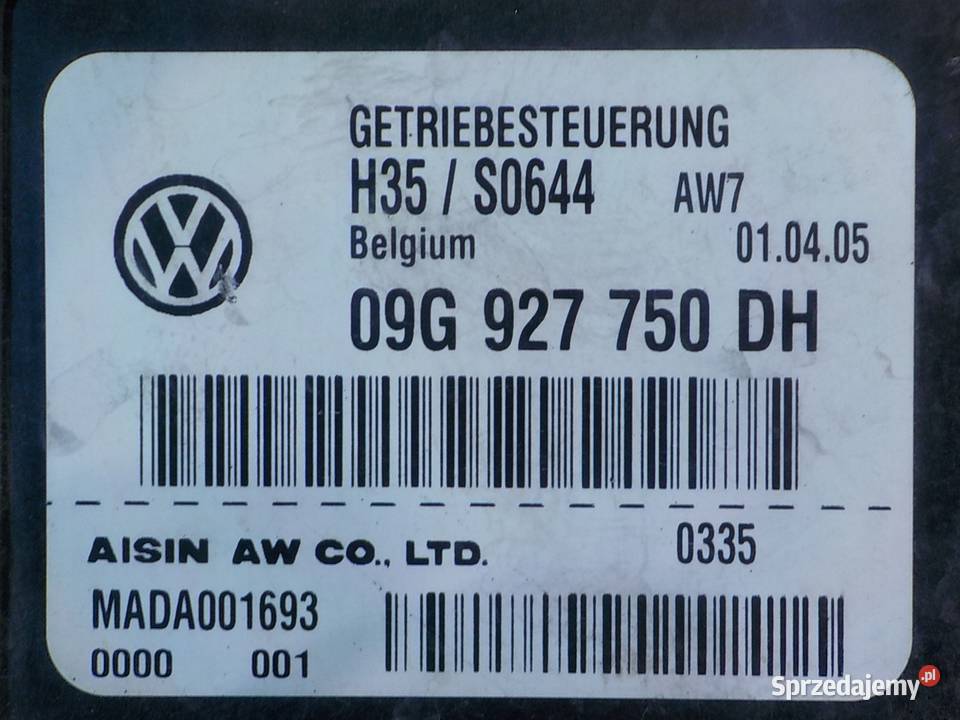 GETRIEBESTEUERUNG
H35 / S0644 AW7
Belgium 01.04.05
09G 927 750 DH
AISIN AW CO., LTD. 0335
MADA001693
0000 001
Sprzedajemy.pl